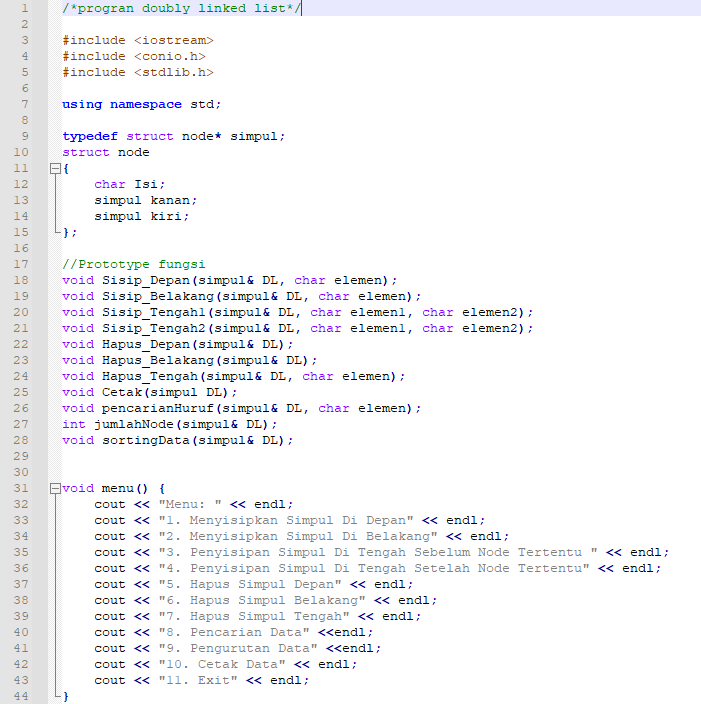 1 /*progran doubly linked list*/
2
3 #include <iostream>
4 #include <conio.h>
5 #include <stdlib.h>
6
7 using namespace std;
8
9 typedef struct node* simpul;
10 struct node
11 {
12     char Isi;
13     simpul kanan;
14     simpul kiri;
15 };
16
17 //Prototype fungsi
18 void Sisip_Depan(simpul& DL, char elemen);
19 void Sisip_Belakang(simpul& DL, char elemen);
20 void Sisip_Tengah1(simpul& DL, char elemen1, char elemen2);
21 void Sisip_Tengah2(simpul& DL, char elemen1, char elemen2);
22 void Hapus_Depan(simpul& DL);
23 void Hapus_Belakang(simpul& DL);
24 void Hapus_Tengah(simpul& DL, char elemen);
25 void Cetak(simpul DL);
26 void pencarianHuruf(simpul& DL, char elemen);
27 int jumlahNode(simpul& DL);
28 void sortingData(simpul& DL);
29
30
31 void menu() {
32     cout << "Menu: " << endl;
33     cout << "1. Menyisipkan Simpul Di Depan" << endl;
34     cout << "2. Menyisipkan Simpul Di Belakang" << endl;
35     cout << "3. Penyisipan Simpul Di Tengah Sebelum Node Tertentu " << endl;
36     cout << "4. Penyisipan Simpul Di Tengah Setelah Node Tertentu" << endl;
37     cout << "5. Hapus Simpul Depan" << endl;
38     cout << "6. Hapus Simpul Belakang" << endl;
39     cout << "7. Hapus Simpul Tengah" << endl;
40     cout << "8. Pencarian Data" <<endl;
41     cout << "9. Pengurutan Data" <<endl;
42     cout << "10. Cetak Data" << endl;
43     cout << "11. Exit" << endl;
44 }